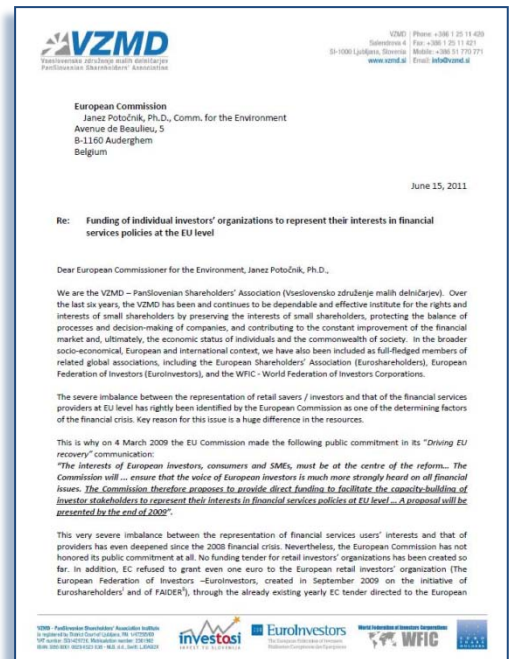 VZMD
Vseslovensko združenje malih delničarjev
PanSlovenian Shareholders' Association
VZMD
Salendrova 4
SI-1000 Ljubljana, Slovenia
www.vzmd.si
Phone: +386 1 25 11 420
Fax: +386 1 25 11 421
Mobile: +386 51 770 771
Email: info@vzmd.si
European Commission
Janez Potočnik, Ph.D., Comm. for the Environment
Avenue de Beaulieu, 5
B-1160 Auderghem
Belgium
June 15, 2011
Re: Funding of individual investors' organizations to represent their interests in financial
services policies at the EU level
Dear European Commissioner for the Environment, Janez Potočnik, Ph.D.,
We are the VZMD – PanSlovenian Shareholders' Association (Vseslovensko združenje malih delničarjev). Over
the last six years, the VZMD has been and continues to be dependable and effective institute for the rights and
interests of small shareholders by preserving the interests of small shareholders, protecting the balance of
processes and decision-making of companies, and contributing to the constant improvement of the financial
market and, ultimately, the economic status of individuals and the commonwealth of society. In the broader
socio-economical, European and international context, we have also been included as full-fledged members of
related global associations, including the European Shareholders' Association (Euroshareholders), European
Federation of Investors (EuroInvestors), and the WFIC - World Federation of Investors Corporations.
The severe imbalance between the representation of retail savers / investors and that of the financial services
providers at EU level has rightly been identified by the European Commission as one of the determining factors
of the financial crisis. Key reason for this issue is a huge difference in the resources.
This is why on 4 March 2009 the EU Commission made the following public commitment in its "Driving EU
recovery" communication:
"The interests of European investors, consumers and SMEs, must be at the centre of the reform... The
Commission will ... ensure that the voice of European investors is much more strongly heard on all financial
issues. The Commission therefore proposes to provide direct funding to facilitate the capacity-building of
investor stakeholders to represent their interests in financial services policies at EU level ... A proposal will be
presented by the end of 2009".
This very severe imbalance between the representation of financial services users' interests and that of
providers has even deepened since the 2008 financial crisis. Nevertheless, the European Commission has not
honored its public commitment at all. No funding tender for retail investors' organizations has been created so
far. In addition, EC refused to grant even one euro to the European retail investors' organization (The
European Federation of Investors –EuroInvestors, created in September 2009 on the initiative of
Euroshareholders and of FAIDER), through the already existing yearly EC tender directed to the European
VZMD - PanSlovenian Shareholders' Association Institute
investosi
INVEST TO SLOVENIA
EuroInvestors
The European Federation of Investors
World Federation of Investors Corporations
WFIC